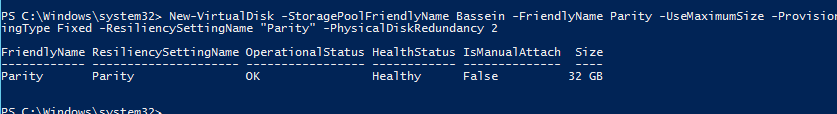 PS C:\Windows\system32> New-VirtualDisk -StoragePoolFriendlyName Bassein -FriendlyName Parity -UseMaximumSize -Provision
ingType Fixed -ResiliencySettingName "Parity" -PhysicalDiskRedundancy 2
FriendlyName ResiliencySettingName OperationalStatus HealthStatus IsManualAttach Size
------------ --------------------- ----------------- ------------ -------------- ----
Parity Parity OK Healthy False 32 GB
PS C:\Windows\system32>